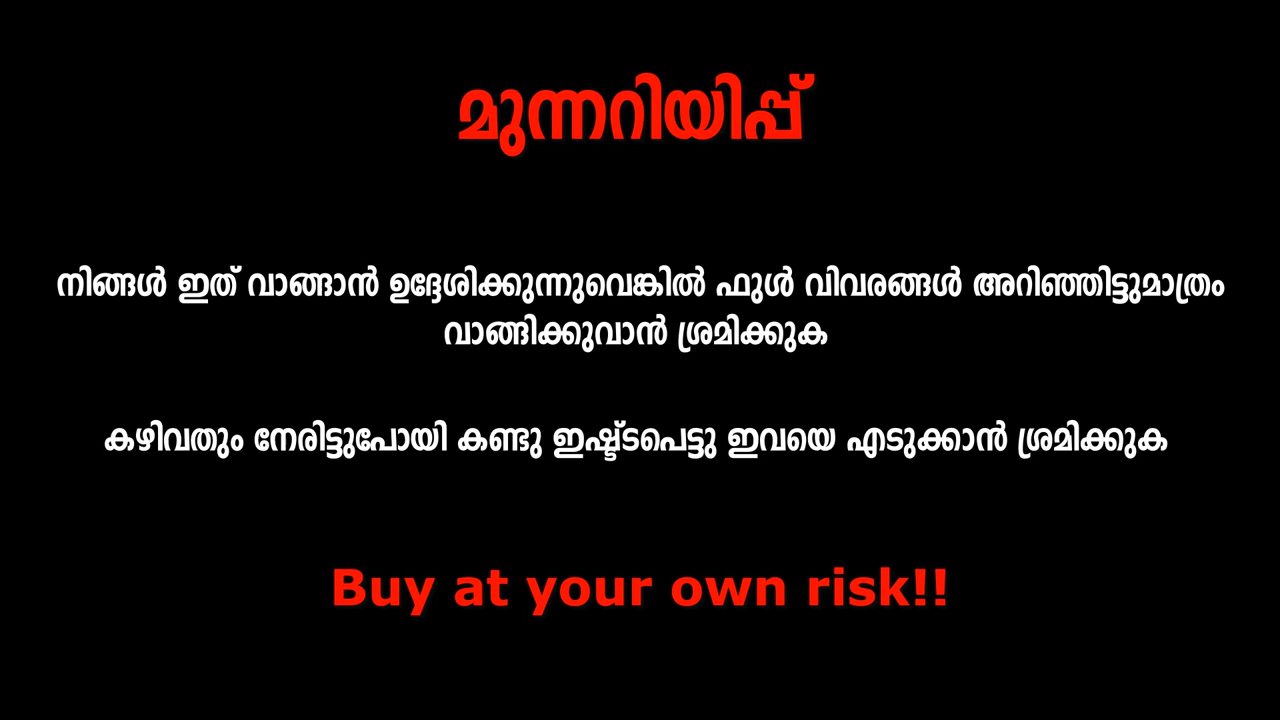 മുന്നറിയിപ്പ്
നിങ്ങൾ ഇത് വാങ്ങാൻ ഉദ്ദേശിക്കുന്നുവെങ്കിൽ ഫുൾ വിവരങ്ങൾ അറിഞ്ഞിട്ടുമാത്രം
വാങ്ങിക്കുവാൻ ശ്രമിക്കുക
കഴിവതും നേരിട്ടുപോയി കണ്ടു ഇഷ്ട്ടപെട്ടു ഇവയെ എടുക്കാൻ ശ്രമിക്കുക
Buy at your own risk!!